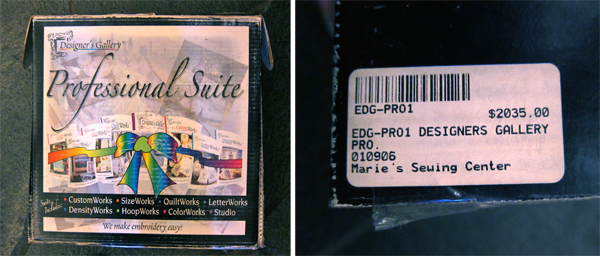 Designer's Gallery
Professional Suite
Suite Includes:
CustomWorks • SizeWorks • QuiltWorks • LetterWorks
DensityWorks • HoopWorks • ColorWorks • Studio
We make embroidery easy!
EDG-PRO1
$2035.00
EDG-PRO1 DESIGNERS GALLERY
PRO.
010906
Marie's Sewing Center